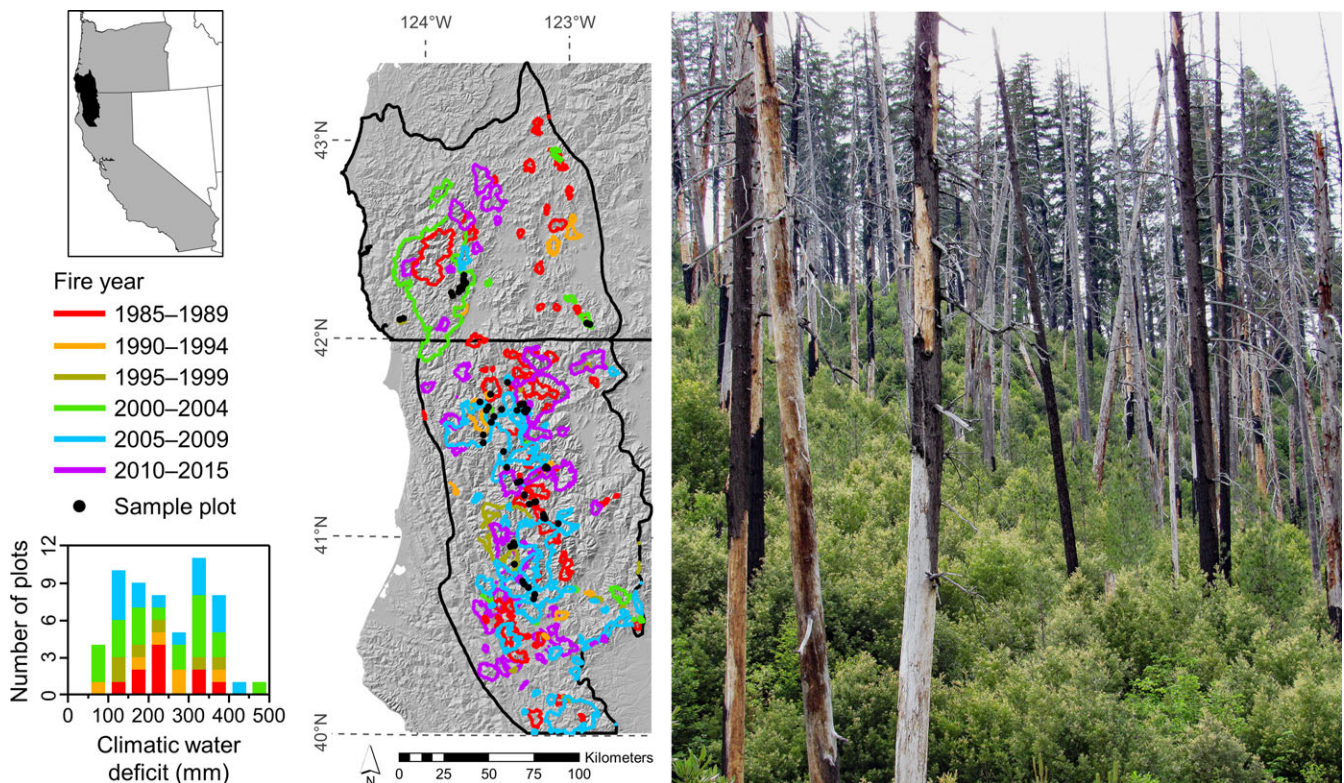 124°W
123°W
43°N
42°N
41°N
40°N
Fire year
1985–1989
1990–1994
1995–1999
2000–2004
2005–2009
2010–2015
Sample plot
12
9
6
3
0
Number of plots
0 100 200 300 400 500
Climatic water
deficit (mm)
N
Kilometers
0 25 50 75 100